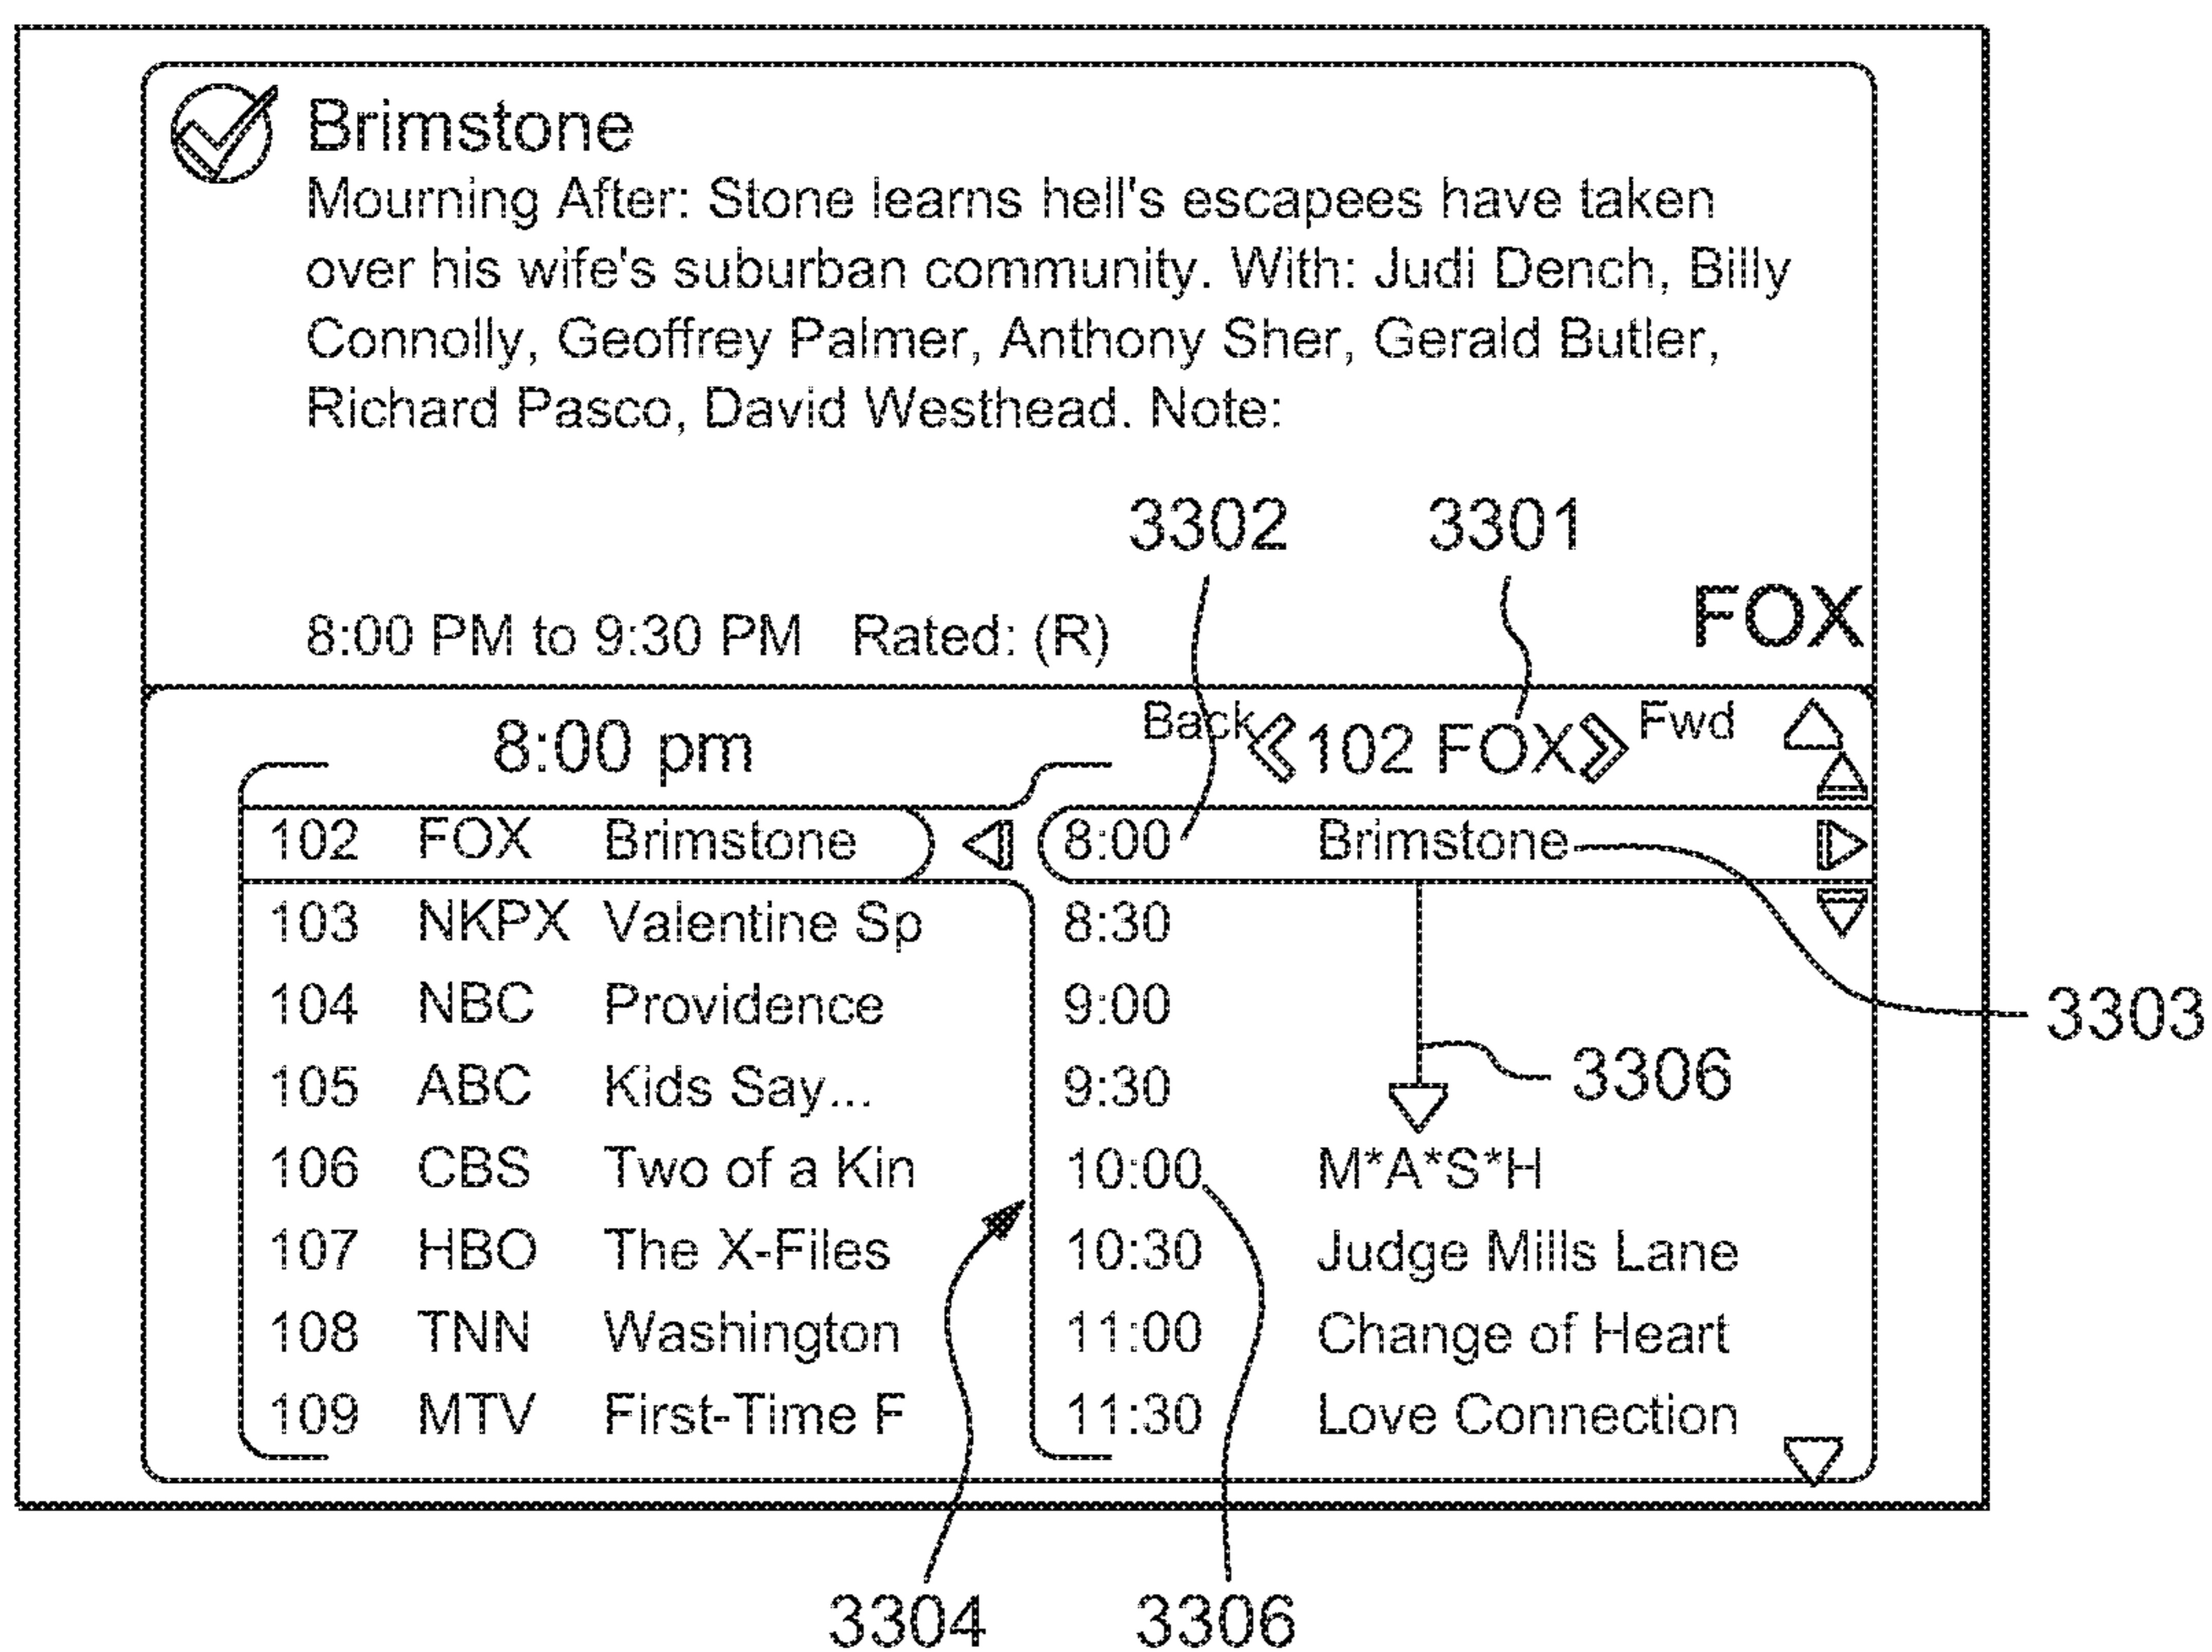 Brimstone
Mourning After: Stone learns hell's escapees have taken
over his wife's suburban community. With: Judi Dench, Billy
Connolly, Geoffrey Palmer, Anthony Sher, Gerald Butler,
Richard Pasco, David Westhead. Note:
3302 3301
FOX
8:00 PM to 9:30 PM Rated: (R)
8:00 pm Back 102 FOX Fwd
102 FOX Brimstone 8:00 Brimstone
103 NKPX Valentine Sp 8:30
104 NBC Providence 9:00
3303
105 ABC Kids Say... 9:30
3306
106 CBS Two of a Kin 10:00 M*A*S*H
107 HBO The X-Files 10:30 Judge Mills Lane
108 TNN Washington 11:00 Change of Heart
109 MTV First-Time F 11:30 Love Connection
3304 3306